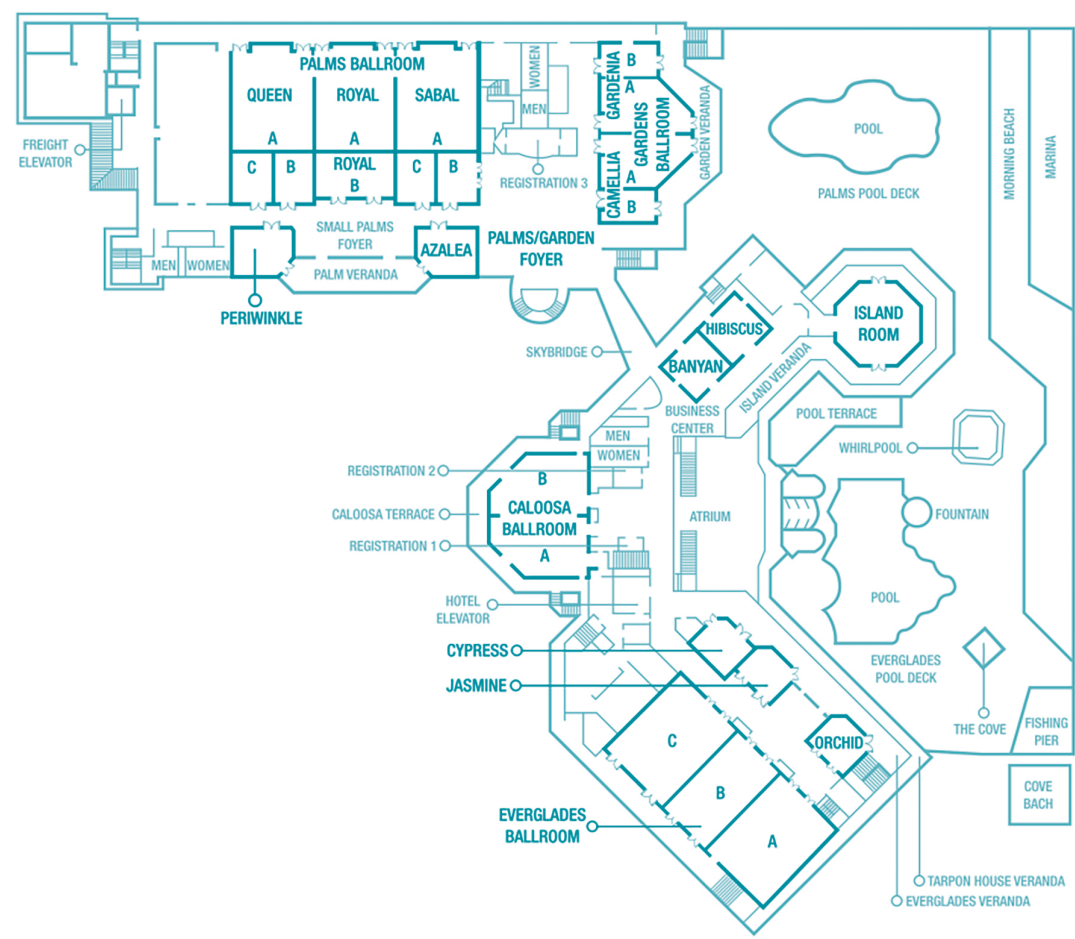 PALMS BALLROOM
QUEEN
ROYAL
SABAL
A
A
A
C
B
ROYAL
B
C
B
WOMEN
MEN
REGISTRATION 3
GARDENIA
B
A
GARDENS
BALLROOM
CAMELLIA
A
B
GARDEN VERANDA
POOL
PALMS POOL DECK
MORNING BEACH
MARINA
FREIGHT
ELEVATOR
MEN
WOMEN
SMALL PALMS
FOYER
PALM VERANDA
AZALEA
PALMS/GARDEN
FOYER
PERIWINKLE
SKYBRIDGE
HIBISCUS
BANYAN
ISLAND
ROOM
ISLAND VERANDA
BUSINESS
CENTER
POOL TERRACE
WHIRLPOOL
MEN
WOMEN
REGISTRATION 2
B
CALOOSA
BALLROOM
A
CALOOSA TERRACE
REGISTRATION 1
ATRIUM
FOUNTAIN
POOL
HOTEL
ELEVATOR
CYPRESS
JASMINE
EVERGLADES
POOL DECK
THE COVE
FISHING
PIER
ORCHID
C
B
A
EVERGLADES
BALLROOM
COVE
BACH
TARPON HOUSE VERANDA
EVERGLADES VERANDA